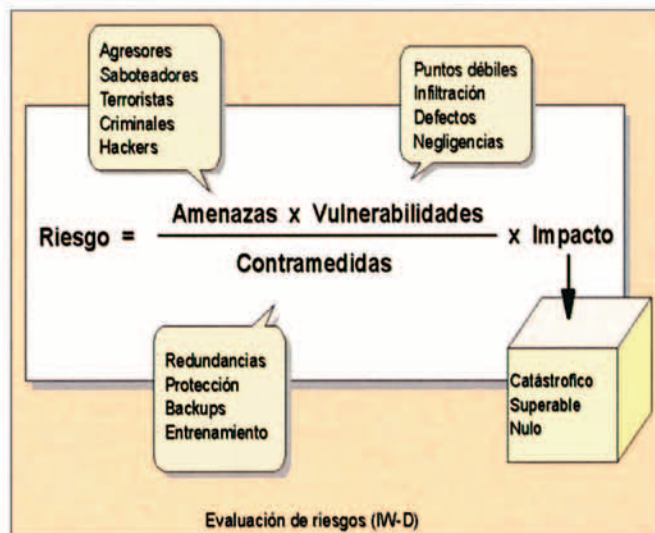 Agresores
Saboteadores
Terroristas
Criminales
Hackers
Puntos débiles
Infiltración
Defectos
Negligencias
Riesgo = Amenazas x Vulnerabilidades x Impacto
Contramedidas
Redundancias
Protección
Backups
Entrenamiento
Catástrofico
Superable
Nulo
Evaluación de riesgos (IW-D)